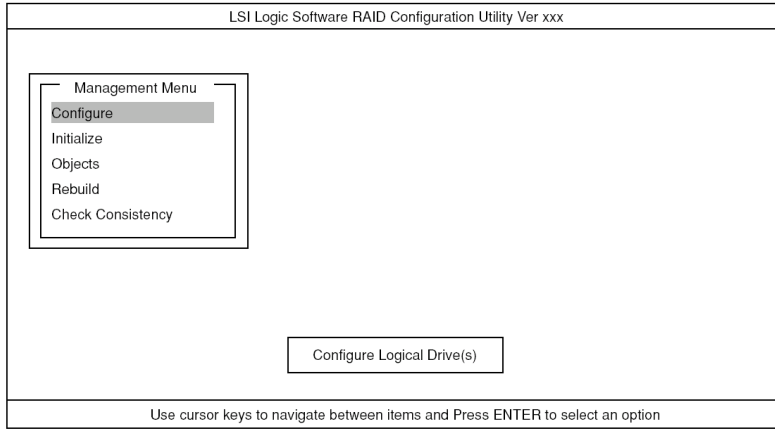 LSI Logic Software RAID Configuration Utility Ver xxx
Management Menu
Configure
Initialize
Objects
Rebuild
Check Consistency
Configure Logical Drive(s)
Use cursor keys to navigate between items and Press ENTER to select an option